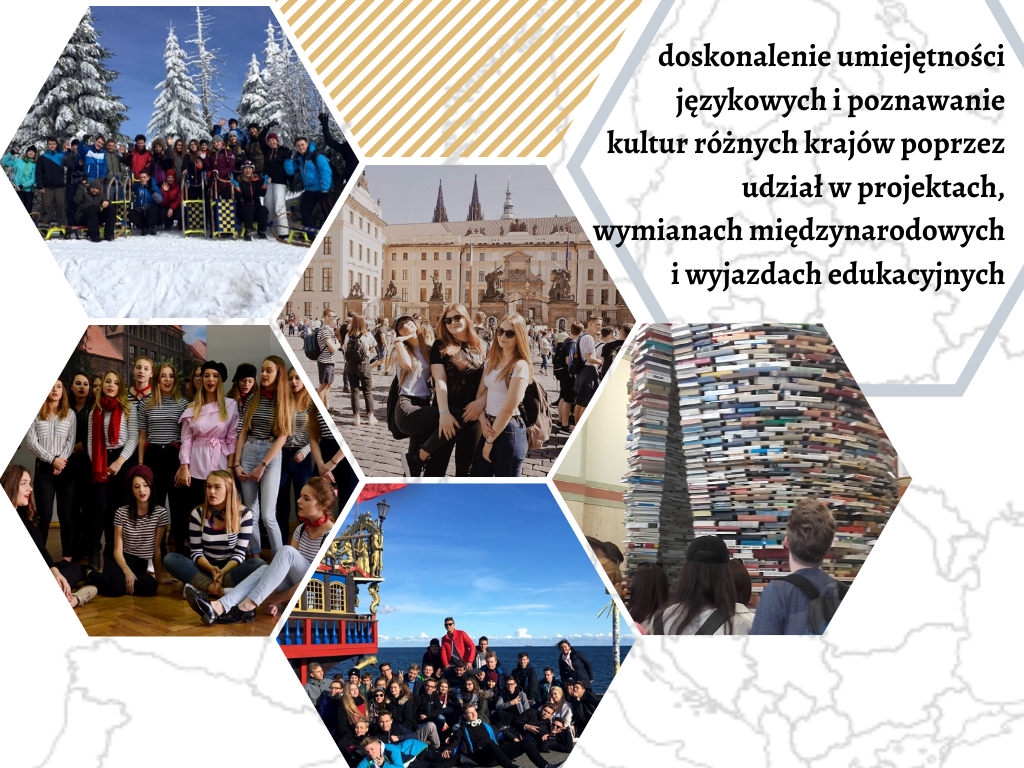 doskonalenie umiejętności
językowych i poznawanie
kultur różnych krajów poprzez
udział w projektach,
wymianach międzynarodowych
i wyjazdach edukacyjnych